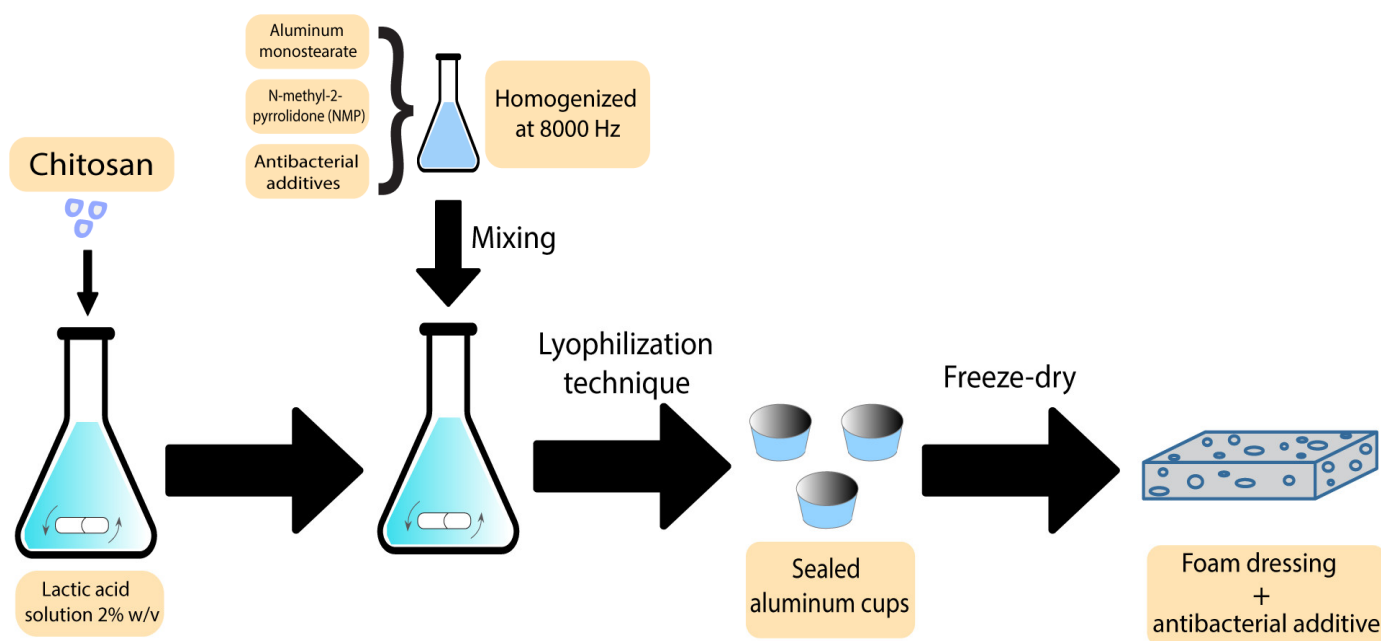 Aluminum
monostearate
N-methyl-2-
pyrrolidone (NMP)
Antibacterial
additives
Homogenized
at 8000 Hz
Chitosan
Mixing
Lactic acid
solution 2% w/v
Lyophilization
technique
Sealed
aluminum cups
Freeze-dry
Foam dressing
+
antibacterial additive